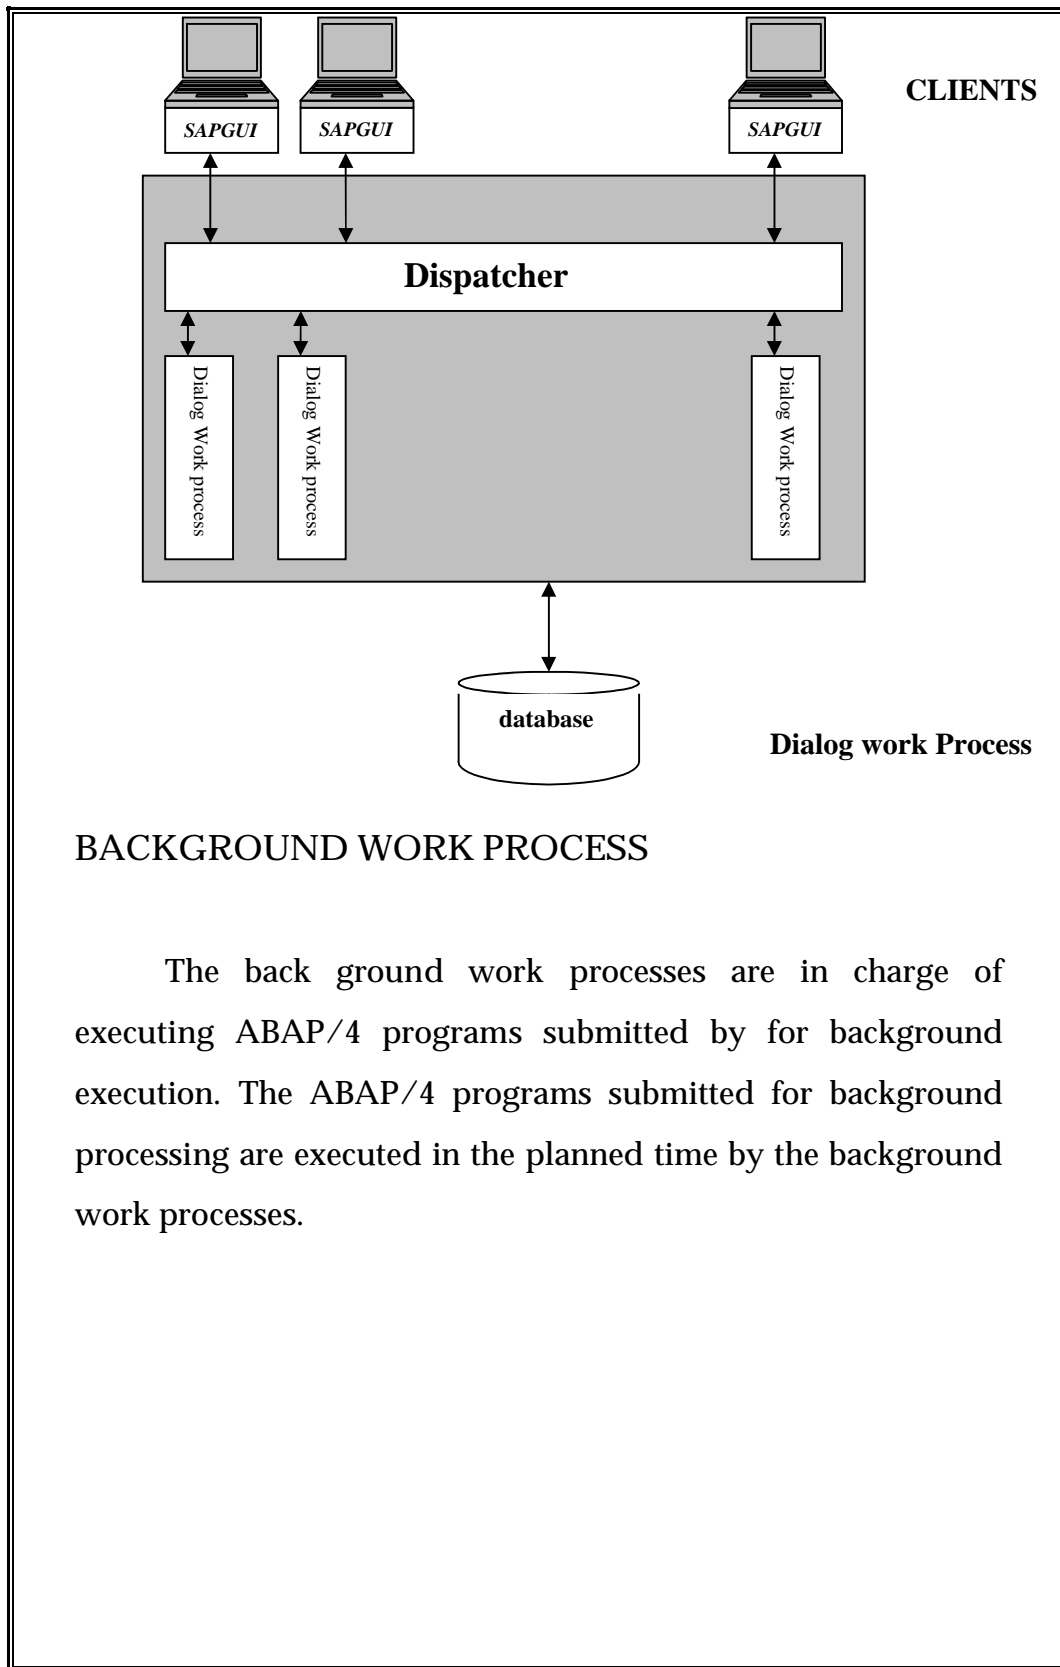 CLIENTS
SAPGUI
SAPGUI
SAPGUI
Dispatcher
Dialog Work process
Dialog Work process
Dialog Work process
database
Dialog work Process
BACKGROUND WORK PROCESS
The back ground work processes are in charge of
executing ABAP/4 programs submitted by for background
execution. The ABAP/4 programs submitted for background
processing are executed in the planned time by the background
work processes.